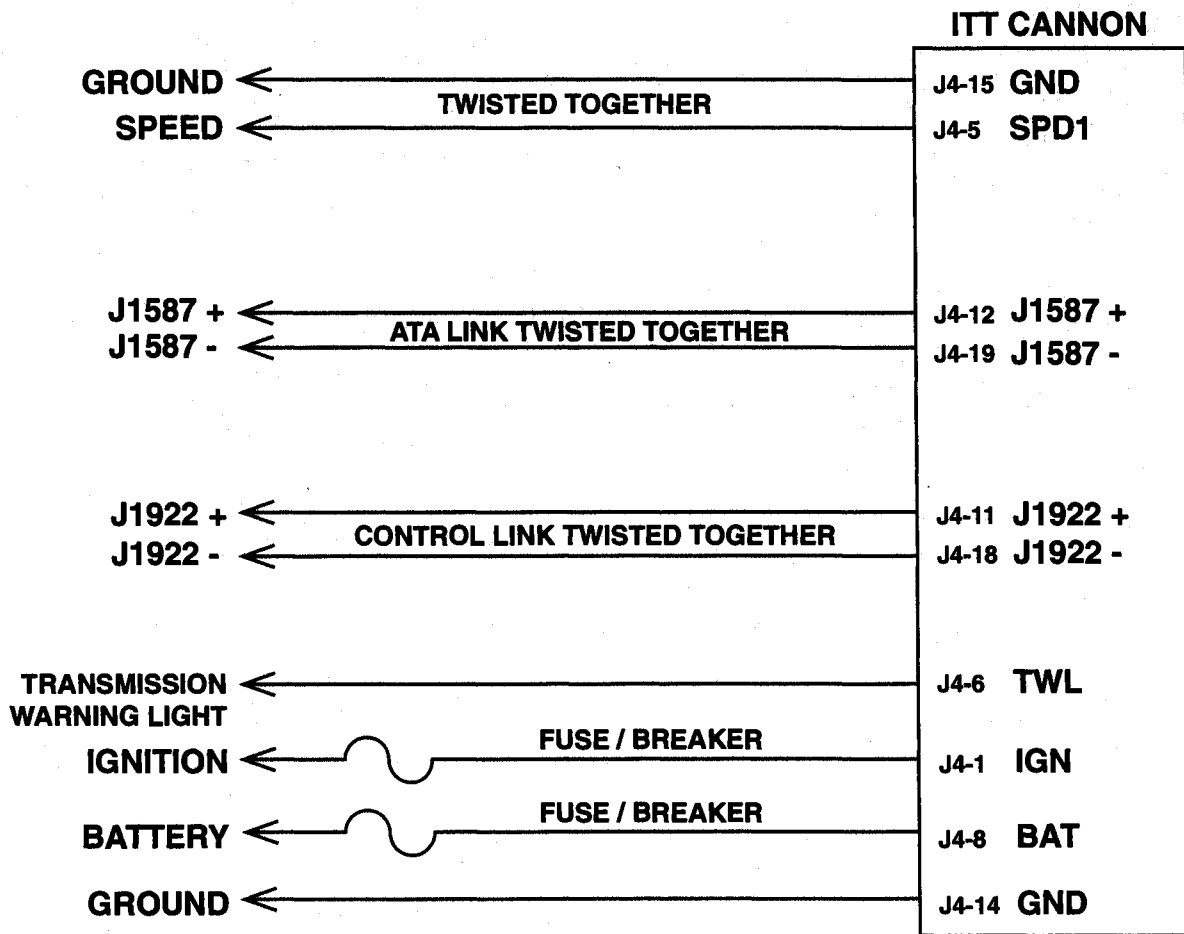 ITT CANNON
GROUND J4-15 GND
TWISTED TOGETHER
SPEED J4-5 SPD1
J1587 + J4-12 J1587 +
ATA LINK TWISTED TOGETHER
J1587 - J4-19 J1587 -
J1922 + J4-11 J1922 +
CONTROL LINK TWISTED TOGETHER
J1922 - J4-18 J1922 -
TRANSMISSION J4-6 TWL
WARNING LIGHT
FUSE / BREAKER
IGNITION J4-1 IGN
FUSE / BREAKER
BATTERY J4-8 BAT
GROUND J4-14 GND